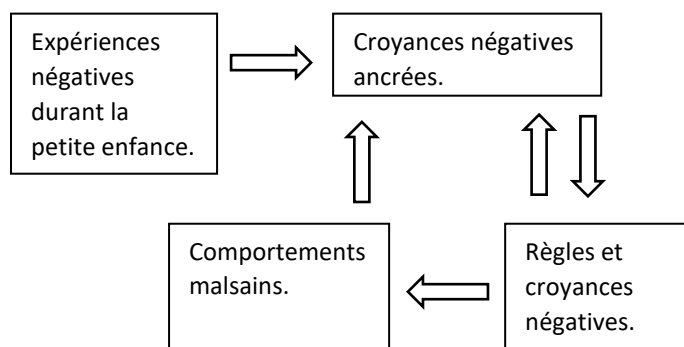 Expériences
négatives
durant la
petite enfance.
Croyances négatives
ancrées.
Comportements
malsains.
Règles et
croyances
négatives.